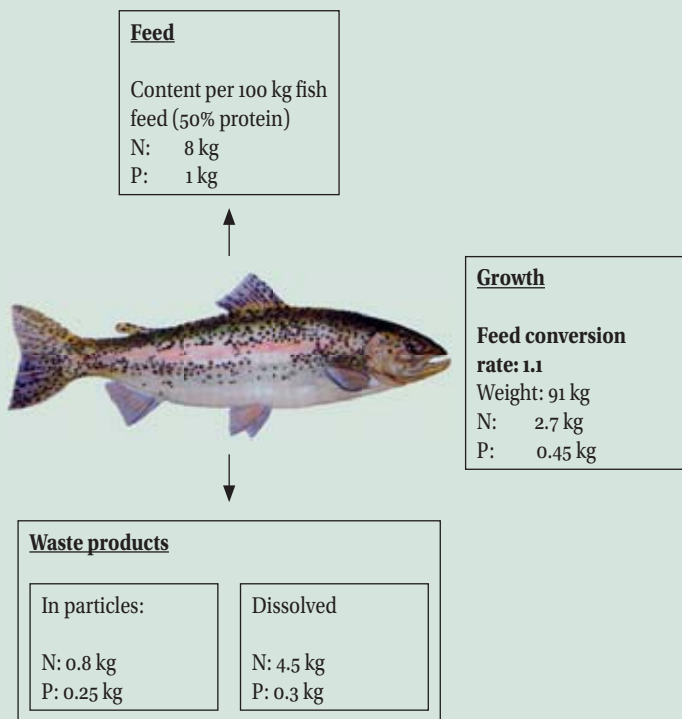 Feed
Content per 100 kg fish
feed (50% protein)
N: 8 kg
P: 1 kg
Growth
Feed conversion
rate: 1.1
Weight: 91 kg
N: 2.7 kg
P: 0.45 kg
Waste products
In particles:
N: 0.8 kg
P: 0.25 kg
Dissolved
N: 4.5 kg
P: 0.3 kg